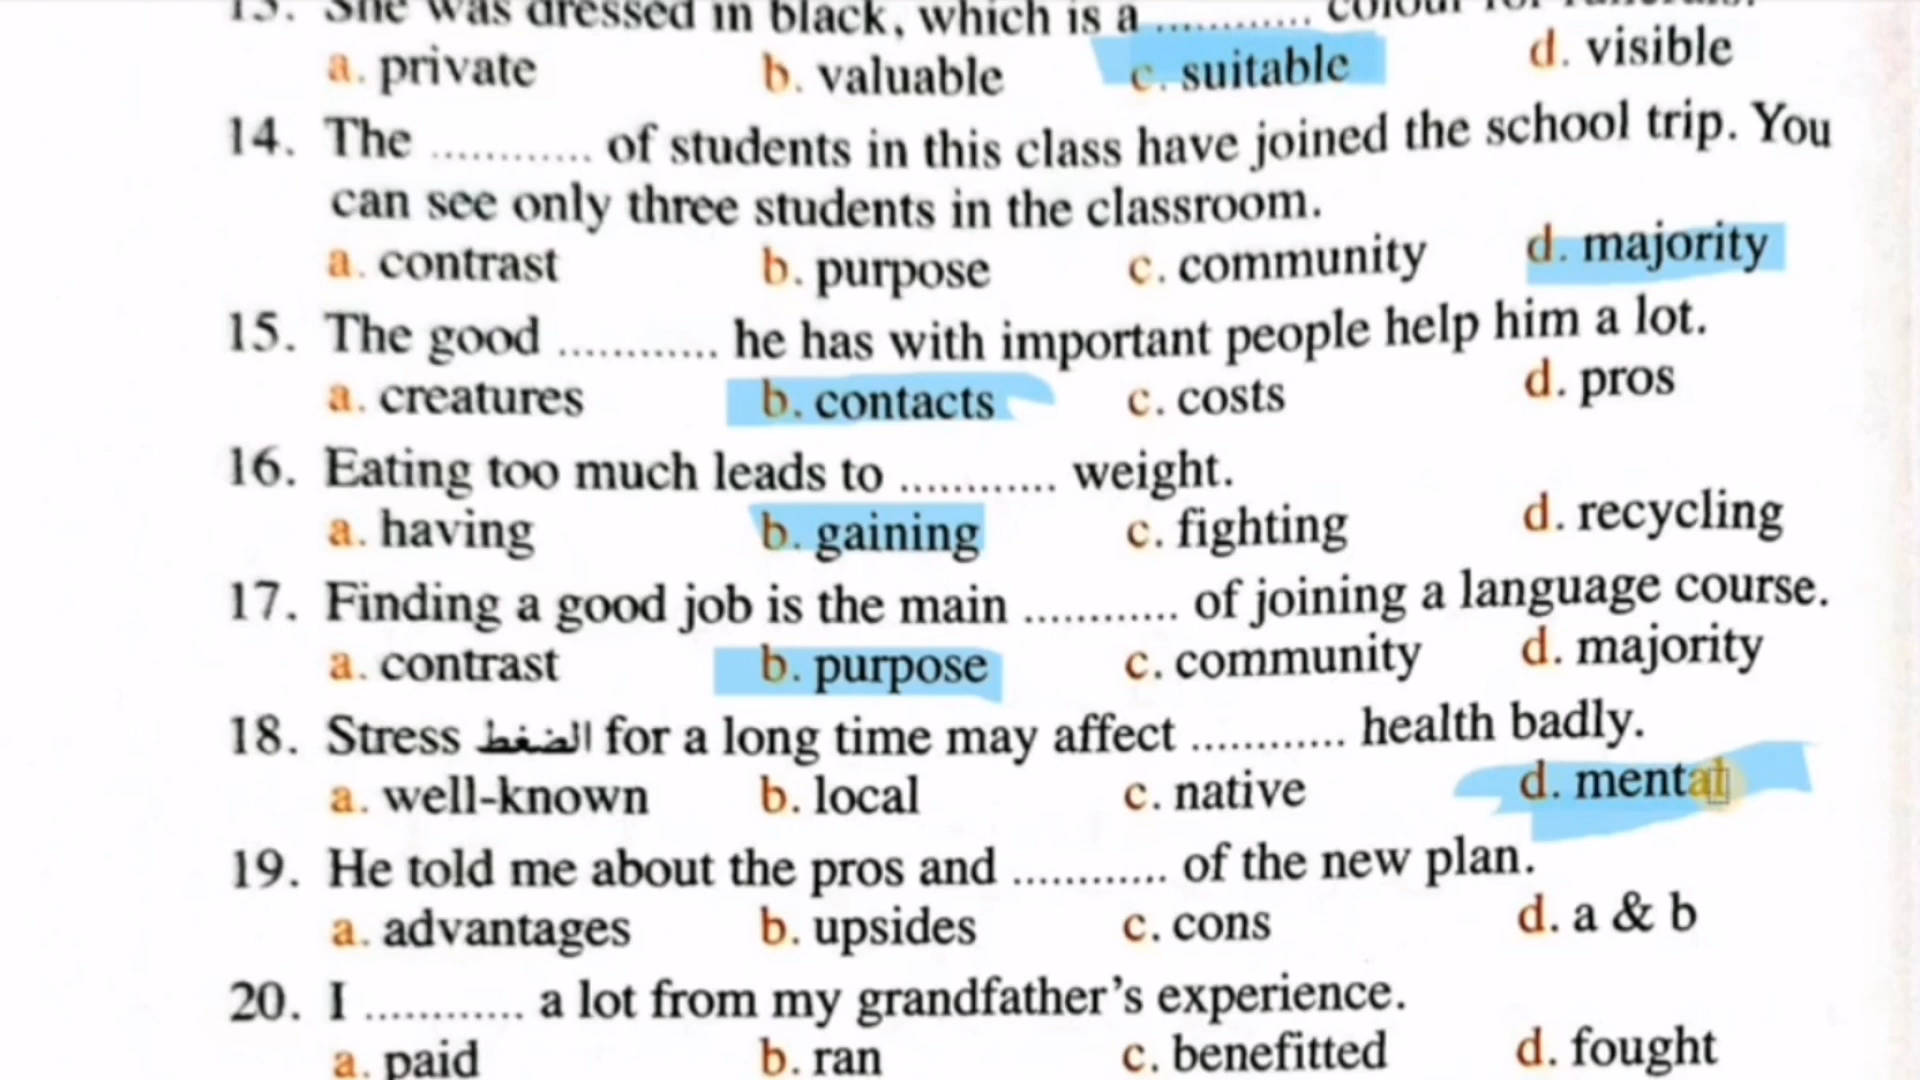 13. She was dressed in black, which is a ............ colour for funerals.
a. private b. valuable c. suitable d. visible
14. The ............ of students in this class have joined the school trip. You
can see only three students in the classroom.
a. contrast b. purpose c. community d. majority
15. The good ............ he has with important people help him a lot.
a. creatures b. contacts c. costs d. pros
16. Eating too much leads to ............ weight.
a. having b. gaining c. fighting d. recycling
17. Finding a good job is the main ............ of joining a language course.
a. contrast b. purpose c. community d. majority
18. Stress الضغط for a long time may affect ............ health badly.
a. well-known b. local c. native d. mental
19. He told me about the pros and ............ of the new plan.
a. advantages b. upsides c. cons d. a & b
20. I ............ a lot from my grandfather's experience.
a. paid b. ran c. benefitted d. fought